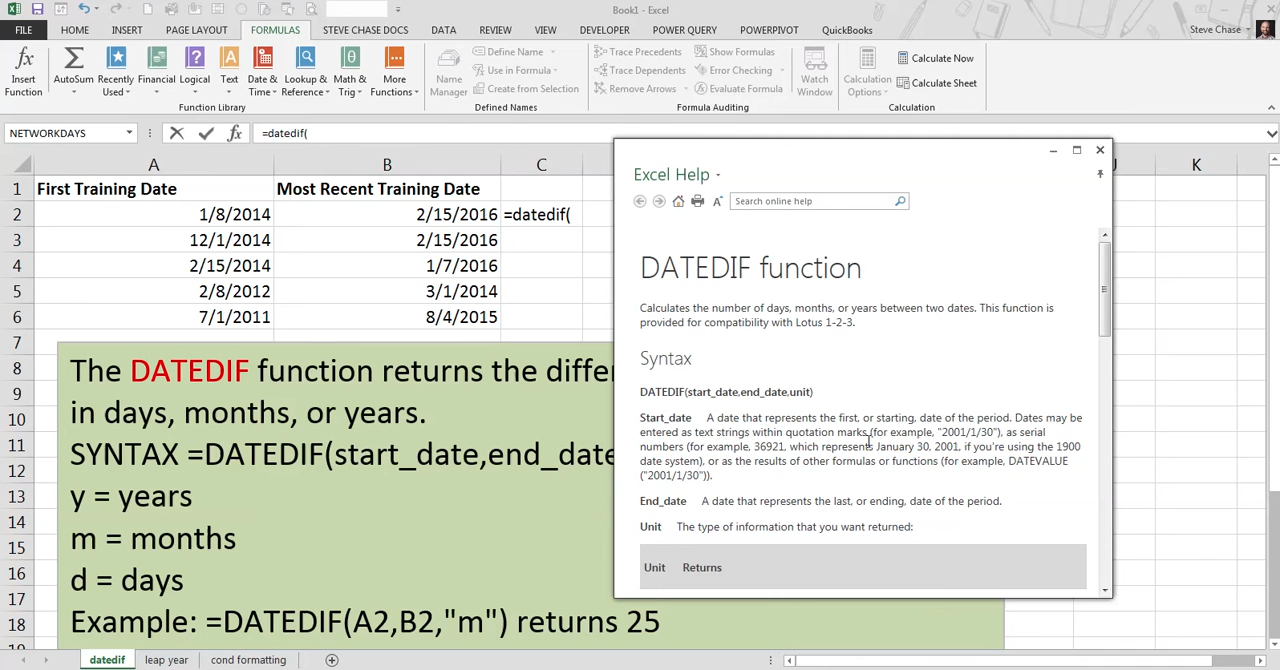 Book1 - Excel
FILE HOME INSERT PAGE LAYOUT FORMULAS STEVE CHASE DOCS DATA REVIEW VIEW DEVELOPER POWER QUERY POWERPIVOT QuickBooks Steve Chase
Insert Function
AutoSum
Recently Used
Financial
Logical
Text
Date & Time
Lookup & Reference
Math & Trig
More Functions
Function Library
Name Manager
Define Name
Use in Formula
Create from Selection
Defined Names
Trace Precedents
Trace Dependents
Remove Arrows
Show Formulas
Error Checking
Evaluate Formula
Formula Auditing
Watch Window
Calculation Options
Calculate Now
Calculate Sheet
Calculation
NETWORKDAYS =datedif(
A B C J K
1 First Training Date Most Recent Training Date
2 1/8/2014 2/15/2016 =datedif(
3 12/1/2014 2/15/2016
4 2/15/2014 1/7/2016
5 2/8/2012 3/1/2014
6 7/1/2011 8/4/2015
7
8 The DATEDIF function returns the differ
9 in days, months, or years.
10
11 SYNTAX =DATEDIF(start_date,end_date
12
13 y = years
14 m = months
15
16 d = days
17
18 Example: =DATEDIF(A2,B2,"m") returns 25
Excel Help
Search online help
DATEDIF function
Calculates the number of days, months, or years between two dates. This function is
provided for compatibility with Lotus 1-2-3.
Syntax
DATEDIF(start_date,end_date,unit)
Start_date A date that represents the first, or starting, date of the period. Dates may be
entered as text strings within quotation marks (for example, "2001/1/30"), as serial
numbers (for example, 36921, which represents January 30, 2001, if you're using the 1900
date system), or as the results of other formulas or functions (for example, DATEVALUE
("2001/1/30")).
End_date A date that represents the last, or ending, date of the period.
Unit The type of information that you want returned:
Unit Returns
datedif leap year cond formatting